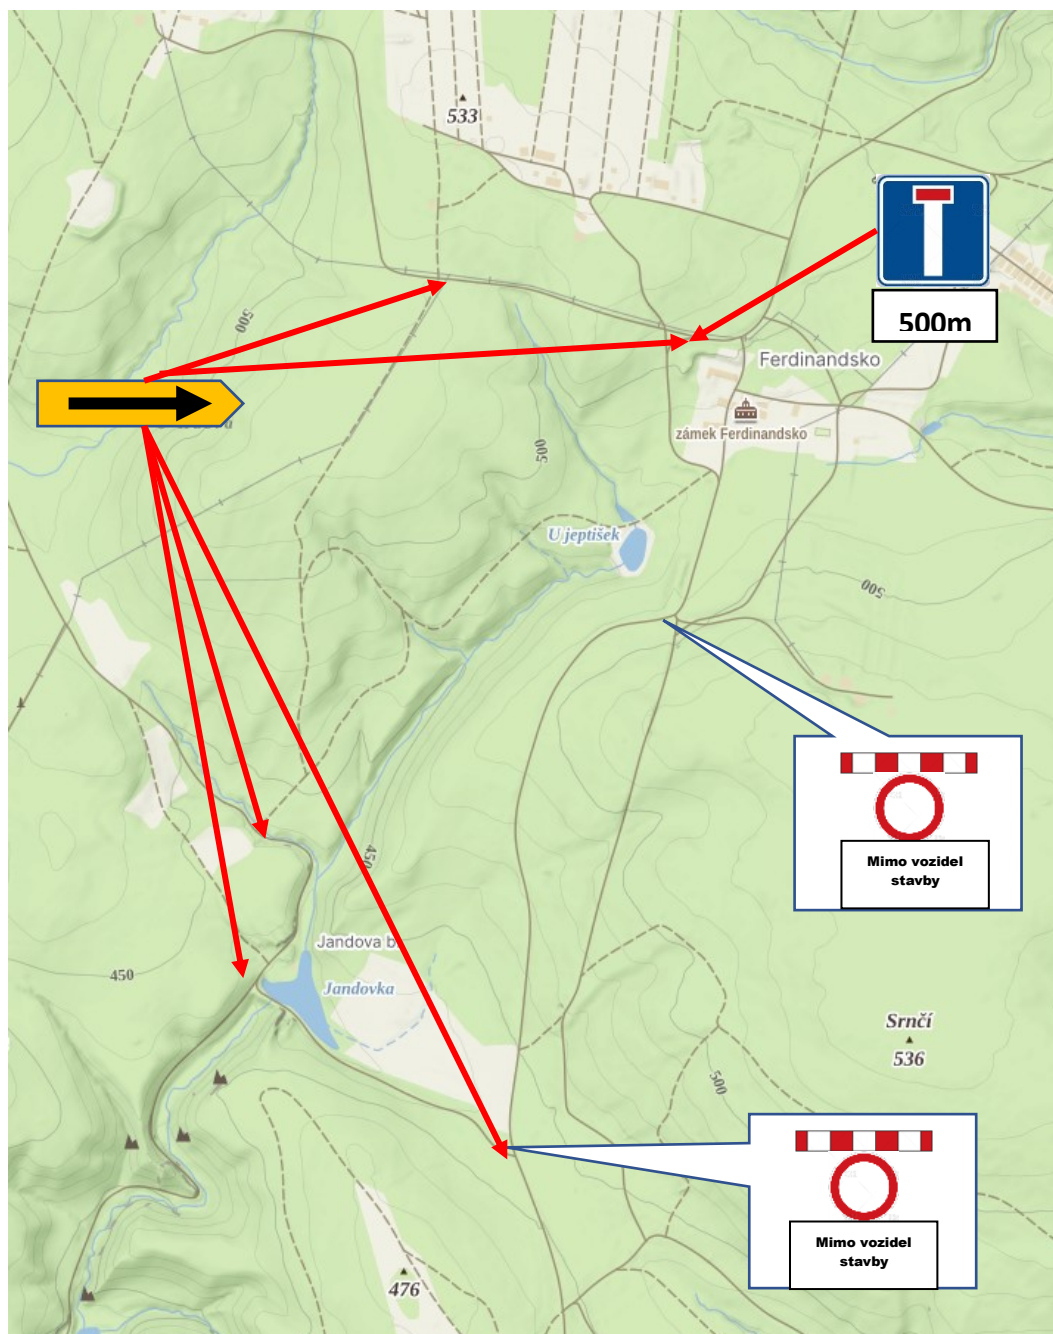 533
500m
500
Ferdinandsko
zámek Ferdinandsko
500
U jeptišek
500
Mimo vozidel
stavby
450
Jandova b.
450
Jandovka
Srnčí
536
500
Mimo vozidel
stavby
476